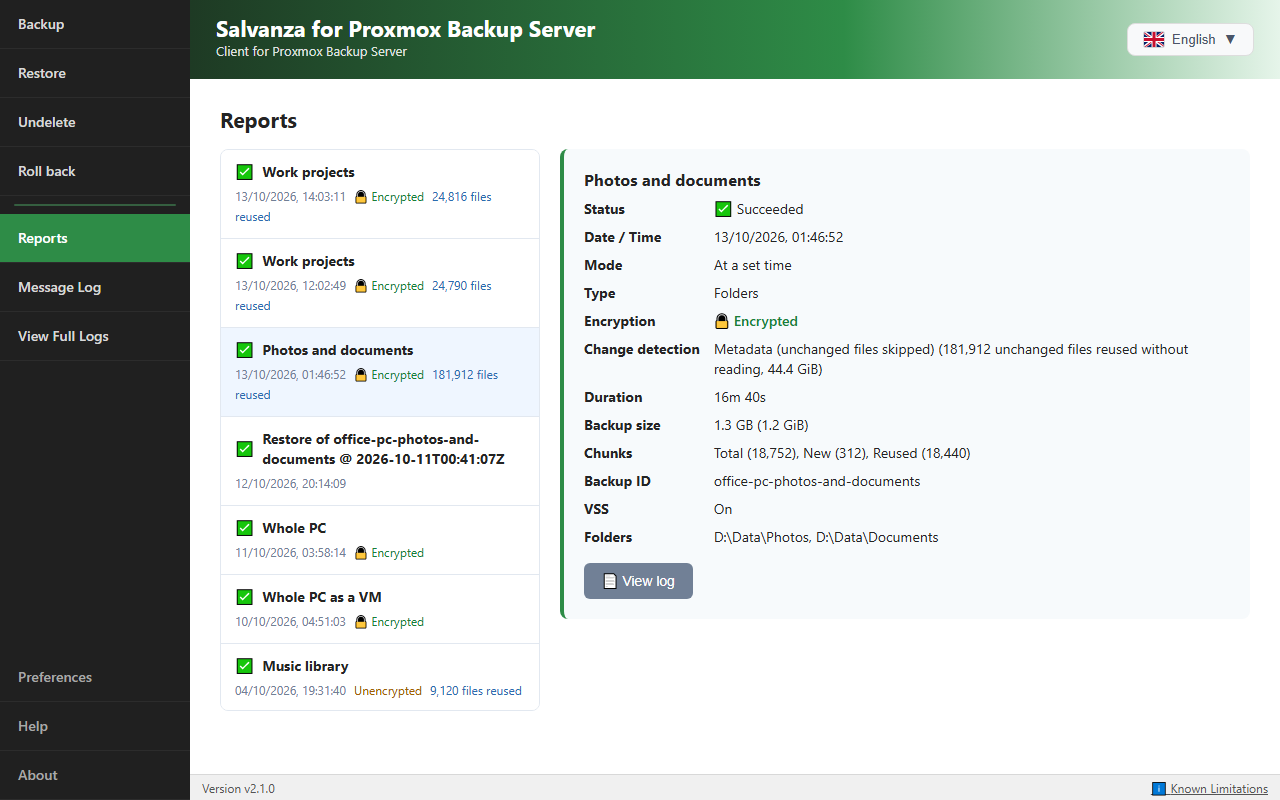 Backup
Restore
Undelete
Roll back
Reports
Message Log
View Full Logs
Preferences
Help
About
Salvanza for Proxmox Backup Server
Client for Proxmox Backup Server
English ▼
Reports
Work projects
13/10/2026, 14:03:11 Encrypted 24,816 files
reused
Work projects
13/10/2026, 12:02:49 Encrypted 24,790 files
reused
Photos and documents
13/10/2026, 01:46:52 Encrypted 181,912 files
reused
Restore of office-pc-photos-and-
documents @ 2026-10-11T00:41:07Z
12/10/2026, 20:14:09
Whole PC
11/10/2026, 03:58:14 Encrypted
Whole PC as a VM
10/10/2026, 04:51:03 Encrypted
Music library
04/10/2026, 19:31:40 Unencrypted 9,120 files reused
Photos and documents
Status Succeeded
Date / Time 13/10/2026, 01:46:52
Mode At a set time
Type Folders
Encryption Encrypted
Change detection Metadata (unchanged files skipped) (181,912 unchanged files reused without
reading, 44.4 GiB)
Duration 16m 40s
Backup size 1.3 GB (1.2 GiB)
Chunks Total (18,752), New (312), Reused (18,440)
Backup ID office-pc-photos-and-documents
VSS On
Folders D:\Data\Photos, D:\Data\Documents
View log
Version v2.1.0
Known Limitations